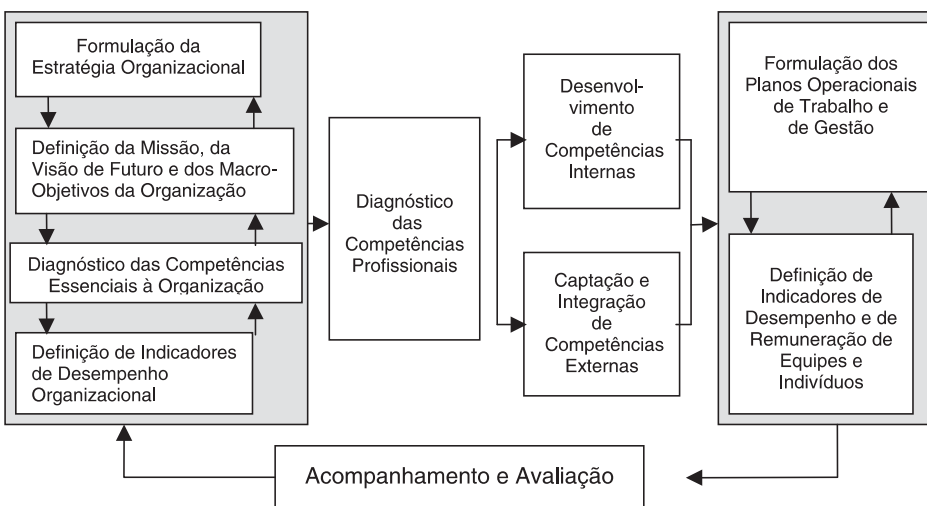 Formulação da
Estratégia Organizacional
Definição da Missão, da
Visão de Futuro e dos Macro-
Objetivos da Organização
Diagnóstico das Competências
Essenciais à Organização
Definição de Indicadores
de Desempenho
Organizacional
Diagnóstico
das
Competências
Profissionais
Desenvol-
vimento
de
Competências
Internas
Captação e
Integração
de
Competências
Externas
Formulação dos
Planos Operacionais
de Trabalho e
de Gestão
Definição de
Indicadores de
Desempenho e de
Remuneração de
Equipes e
Indivíduos
Acompanhamento e Avaliação